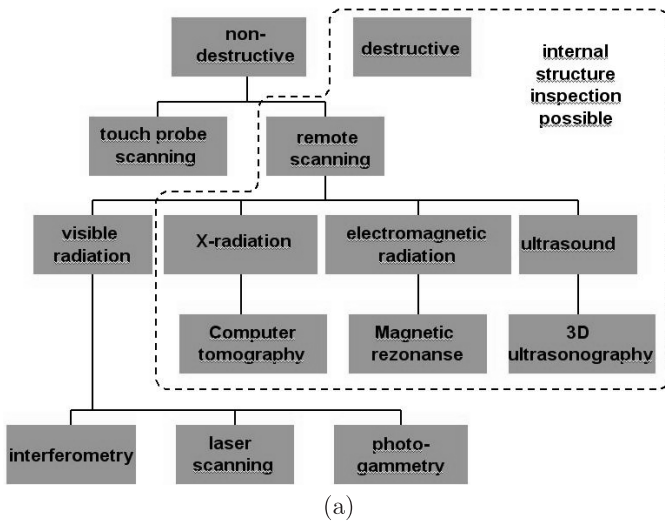 non-
destructive
destructive
internal
structure
inspection
possible
touch probe
scanning
remote
scanning
visible
radiation
X-radiation
electromagnetic
radiation
ultrasound
Computer
tomography
Magnetic
rezonanse
3D
ultrasonography
interferometry
laser
scanning
photo-
gammetry
(a)